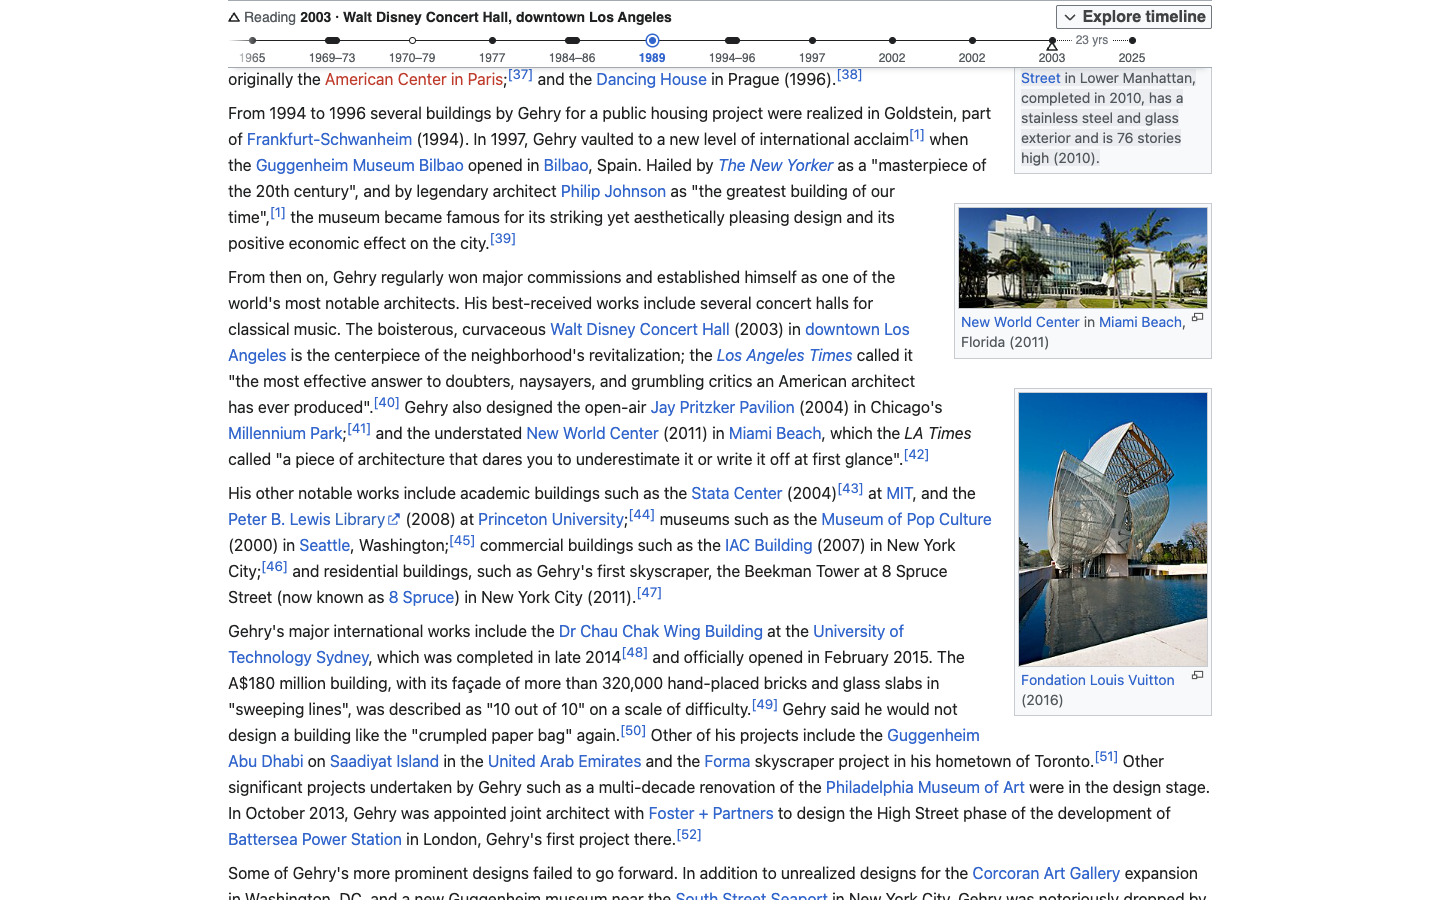 Reading 2003 · Walt Disney Concert Hall, downtown Los Angeles
Explore timeline
1965 1969–73 1970–79 1977 1984–86 1989 1994–96 1997 2002 2002 2003 23 yrs 2025
originally the American Center in Paris;[37] and the Dancing House in Prague (1996).[38]
From 1994 to 1996 several buildings by Gehry for a public housing project were realized in Goldstein, part
of Frankfurt-Schwanheim (1994). In 1997, Gehry vaulted to a new level of international acclaim[1] when
the Guggenheim Museum Bilbao opened in Bilbao, Spain. Hailed by The New Yorker as a "masterpiece of
the 20th century", and by legendary architect Philip Johnson as "the greatest building of our
time",[1] the museum became famous for its striking yet aesthetically pleasing design and its
positive economic effect on the city.[39]
From then on, Gehry regularly won major commissions and established himself as one of the
world's most notable architects. His best-received works include several concert halls for
classical music. The boisterous, curvaceous Walt Disney Concert Hall (2003) in downtown Los
Angeles is the centerpiece of the neighborhood's revitalization; the Los Angeles Times called it
"the most effective answer to doubters, naysayers, and grumbling critics an American architect
has ever produced".[40] Gehry also designed the open-air Jay Pritzker Pavilion (2004) in Chicago's
Millennium Park;[41] and the understated New World Center (2011) in Miami Beach, which the LA Times
called "a piece of architecture that dares you to underestimate it or write it off at first glance".[42]
His other notable works include academic buildings such as the Stata Center (2004)[43] at MIT, and the
Peter B. Lewis Library (2008) at Princeton University;[44] museums such as the Museum of Pop Culture
(2000) in Seattle, Washington;[45] commercial buildings such as the IAC Building (2007) in New York
City;[46] and residential buildings, such as Gehry's first skyscraper, the Beekman Tower at 8 Spruce
Street (now known as 8 Spruce) in New York City (2011).[47]
Gehry's major international works include the Dr Chau Chak Wing Building at the University of
Technology Sydney, which was completed in late 2014[48] and officially opened in February 2015. The
A$180 million building, with its façade of more than 320,000 hand-placed bricks and glass slabs in
"sweeping lines", was described as "10 out of 10" on a scale of difficulty.[49] Gehry said he would not
design a building like the "crumpled paper bag" again.[50] Other of his projects include the Guggenheim
Abu Dhabi on Saadiyat Island in the United Arab Emirates and the Forma skyscraper project in his hometown of Toronto.[51] Other
significant projects undertaken by Gehry such as a multi-decade renovation of the Philadelphia Museum of Art were in the design stage.
In October 2013, Gehry was appointed joint architect with Foster + Partners to design the High Street phase of the development of
Battersea Power Station in London, Gehry's first project there.[52]
Some of Gehry's more prominent designs failed to go forward. In addition to unrealized designs for the Corcoran Art Gallery expansion
in Washington, DC, and a new Guggenheim museum near the South Street Seaport in New York City, Gehry was notoriously dropped by
Street in Lower Manhattan,
completed in 2010, has a
stainless steel and glass
exterior and is 76 stories
high (2010).
New World Center in Miami Beach,
Florida (2011)
Fondation Louis Vuitton
(2016)